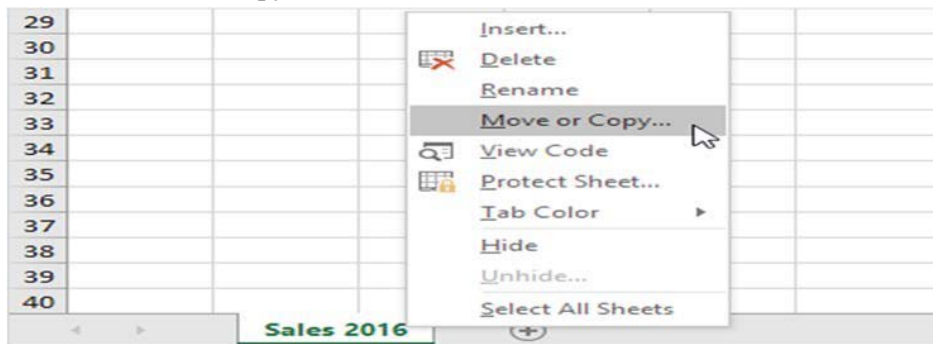 29
30
31
32
33
34
35
36
37
38
39
40
Insert...
Delete
Rename
Move or Copy...
View Code
Protect Sheet...
Tab Color
Hide
Unhide...
Select All Sheets
Sales 2016